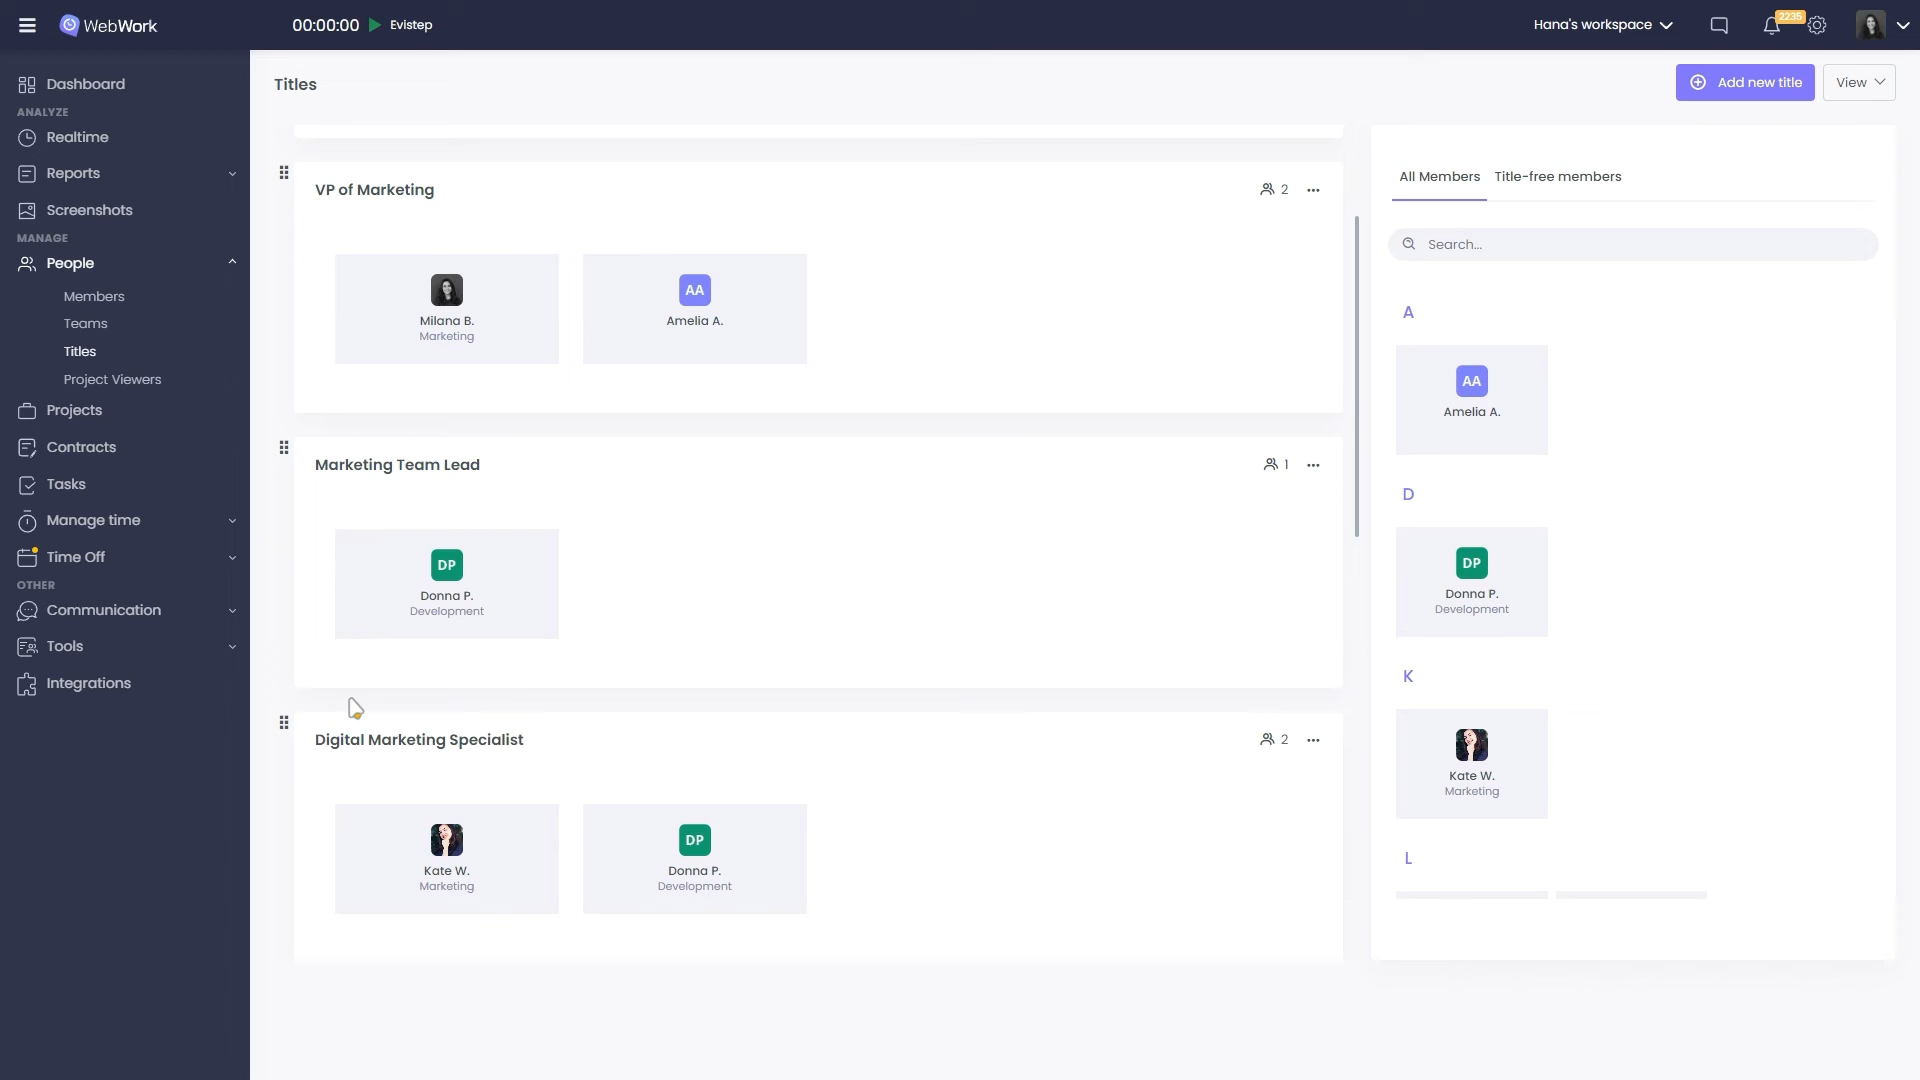 WebWork
00:00:00 Evistep
Hana's workspace
2235
Dashboard
ANALYZE
Realtime
Reports
Screenshots
MANAGE
People
Members
Teams
Titles
Project Viewers
Projects
Contracts
Tasks
Manage time
Time Off
OTHER
Communication
Tools
Integrations
Titles
Add new title
View
VP of Marketing
2
Milana B.
Marketing
AA
Amelia A.
Marketing Team Lead
1
DP
Donna P.
Development
Digital Marketing Specialist
2
Kate W.
Marketing
DP
Donna P.
Development
All Members Title-free members
Search...
A
AA
Amelia A.
D
DP
Donna P.
Development
K
Kate W.
Marketing
L